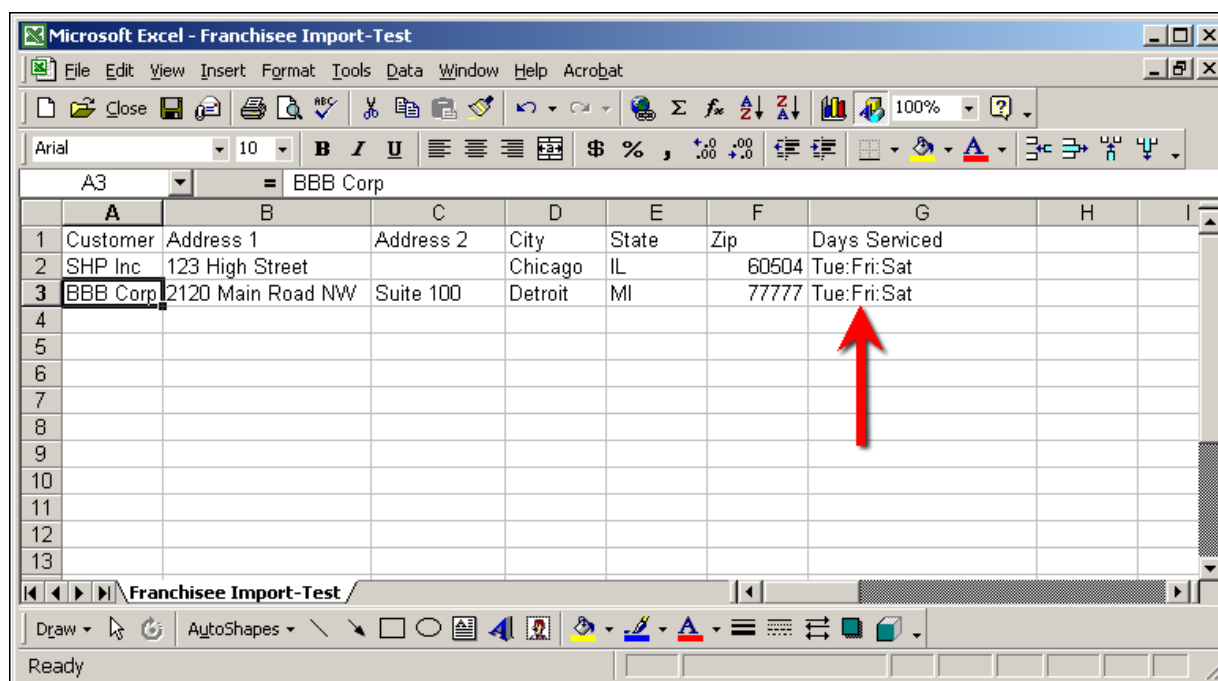 Microsoft Excel - Franchisee Import-Test
File Edit View Insert Format Tools Data Window Help Acrobat
Close ABC 100%
Arial 10 B I U $ % ,
A3 = BBB Corp
A B C D E F G H I
1 Customer Address 1 Address 2 City State Zip Days Serviced
2 SHP Inc 123 High Street Chicago IL 60504 Tue:Fri:Sat
3 BBB Corp 2120 Main Road NW Suite 100 Detroit MI 77777 Tue:Fri:Sat
4
5
6
7
8
9
10
11
12
13
Franchisee Import-Test
Draw AutoShapes
Ready